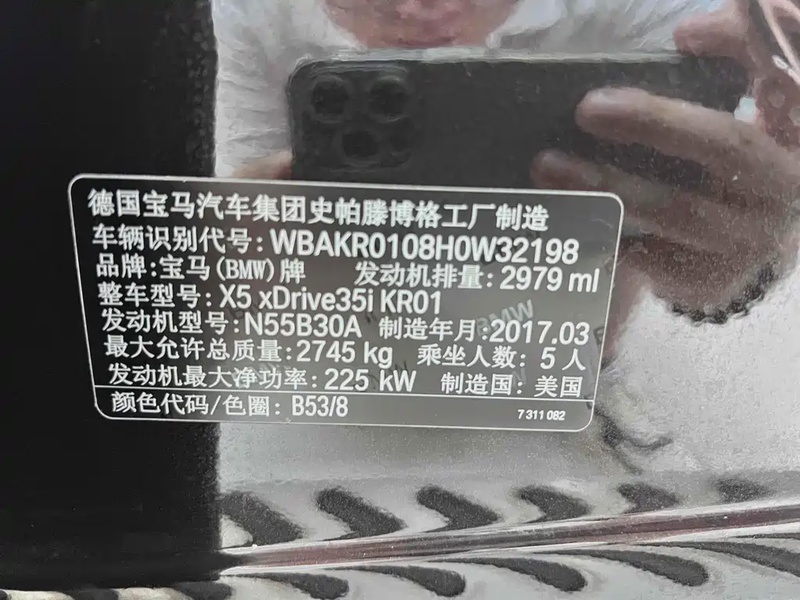 德国宝马汽车集团史帕滕博格工厂制造
车辆识别代号: WBAKR0108H0W32198
品牌: 宝马(BMW)牌 发动机排量: 2979 ml
整车型号: X5 xDrive35i KR01
发动机型号: N55B30A 制造年月: 2017.03
最大允许总质量: 2745 kg 乘坐人数: 5 人
发动机最大净功率: 225 kW 制造国: 美国
颜色代码/色圈: B53/8 7 311 082